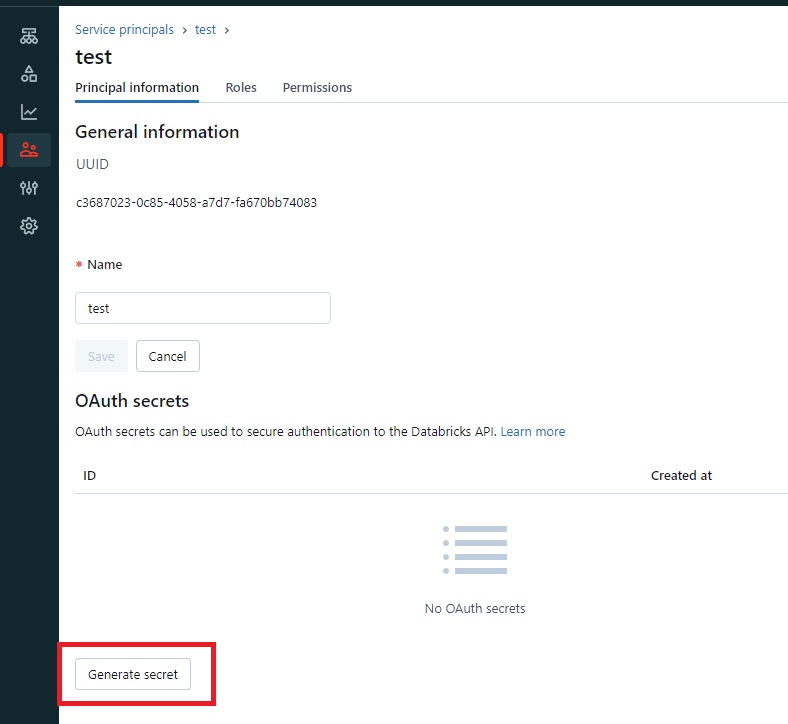 Service principals › test ›
test
Principal information Roles Permissions
General information
UUID
c3687023-0c85-4058-a7d7-fa670bb74083
* Name
test
Save Cancel
OAuth secrets
OAuth secrets can be used to secure authentication to the Databricks API. Learn more
ID Created at
No OAuth secrets
Generate secret